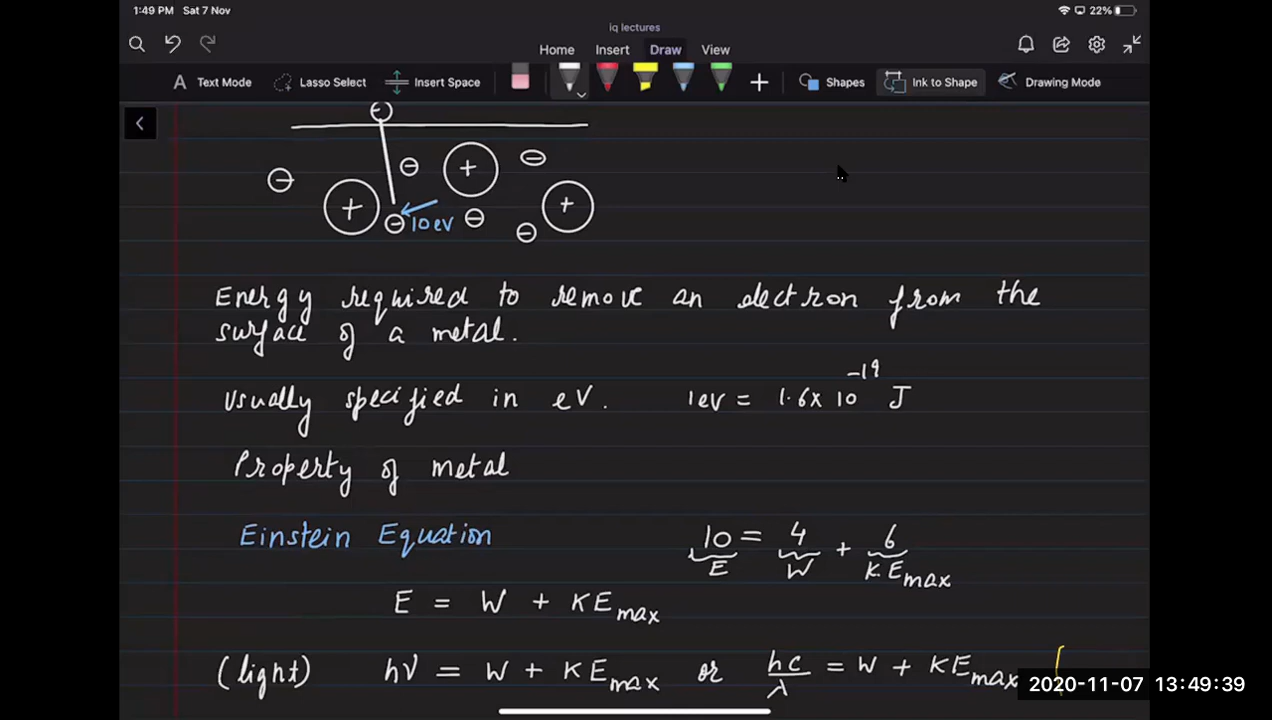 1:49 PM Sat 7 Nov
22%
iq lectures
Home Insert Draw View
Text Mode Lasso Select Insert Space Shapes Ink to Shape Drawing Mode
10ev
Energy required to remove an electron from the
surface of a metal.
Usually specified in eV. 1ev = 1.6x 10⁻¹⁹ J
Property of metal
Einstein Equation
10 = 4 + 6
E W K.Emax
E = W + KEmax
(light) hν = W + KEmax or hc/λ = W + KEmax (
2020-11-07 13:49:39